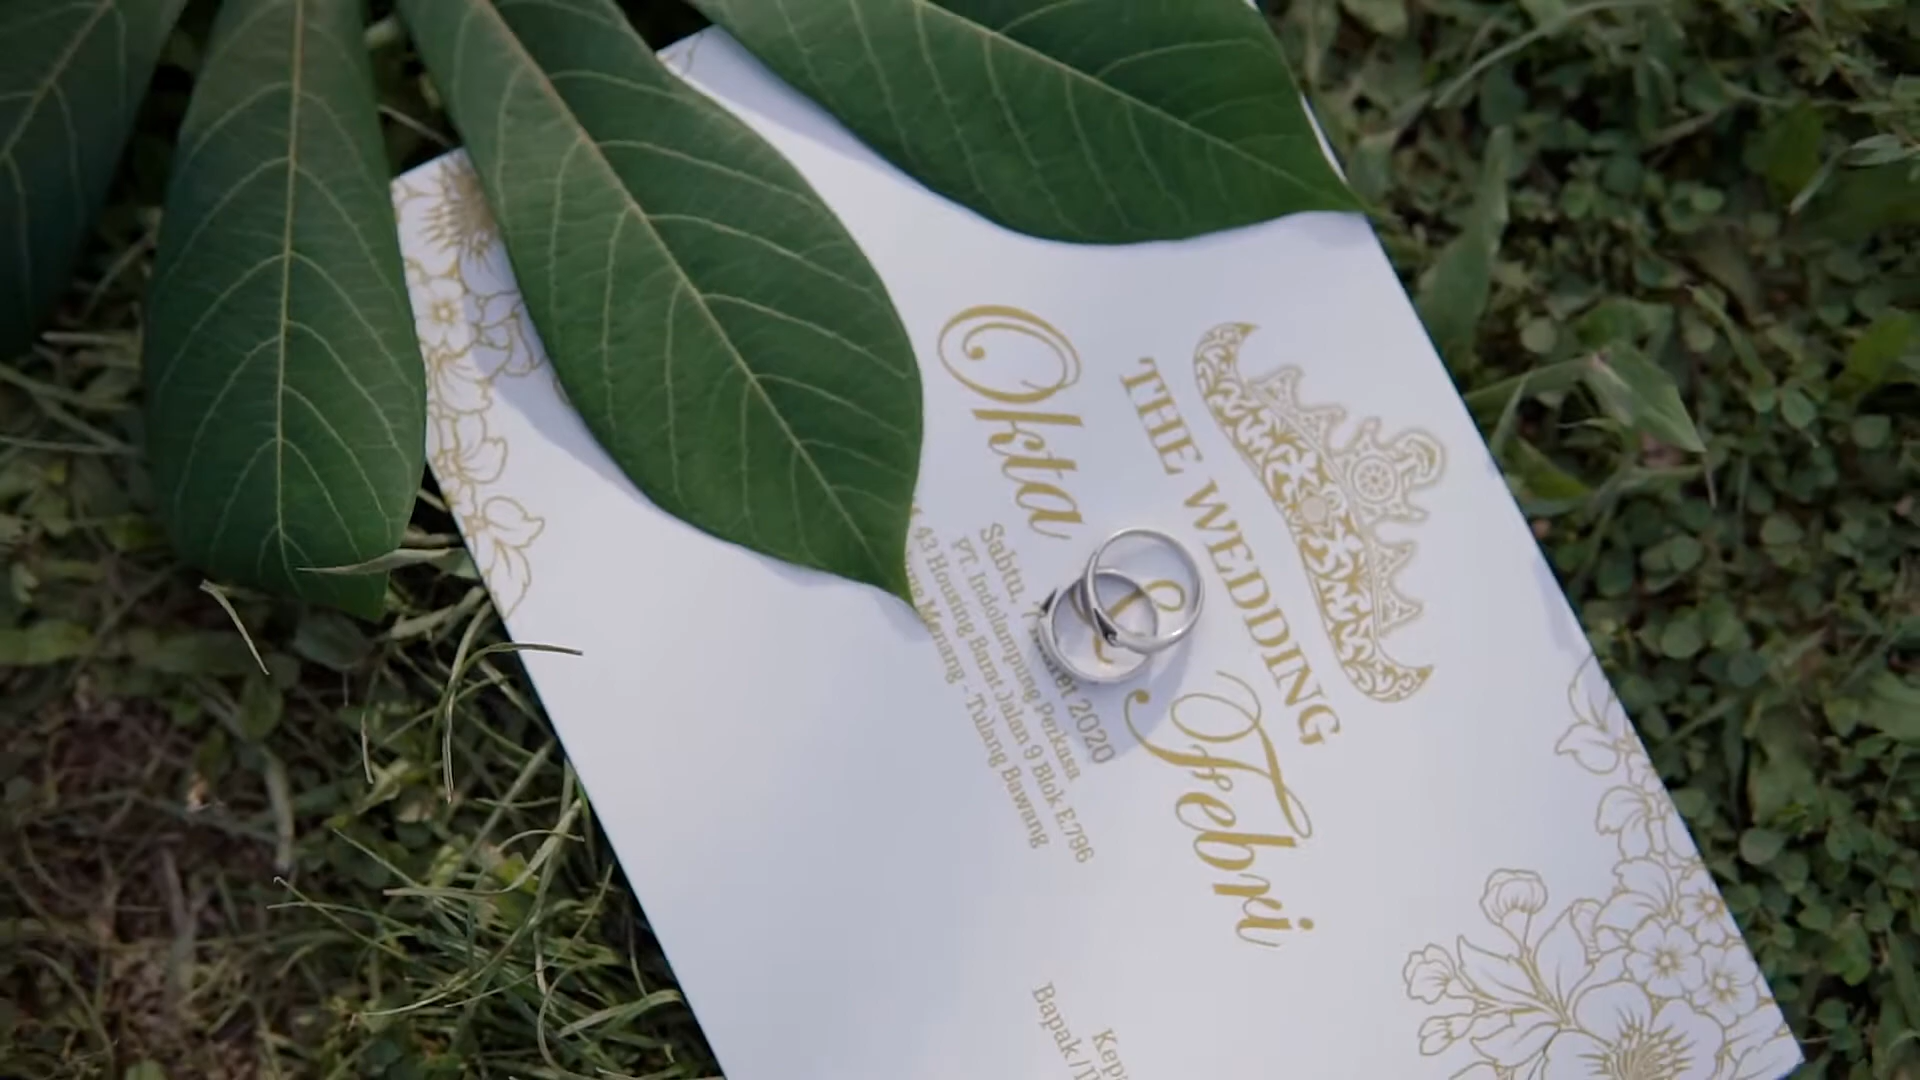 THE WEDDING
Okta & Febri
Sabtu, 7 2020
PT. Indolampung Perkasa
43 Housing Barat Jalan 9 Blok E.796
Menang - Tulang Bawang
Bapak/